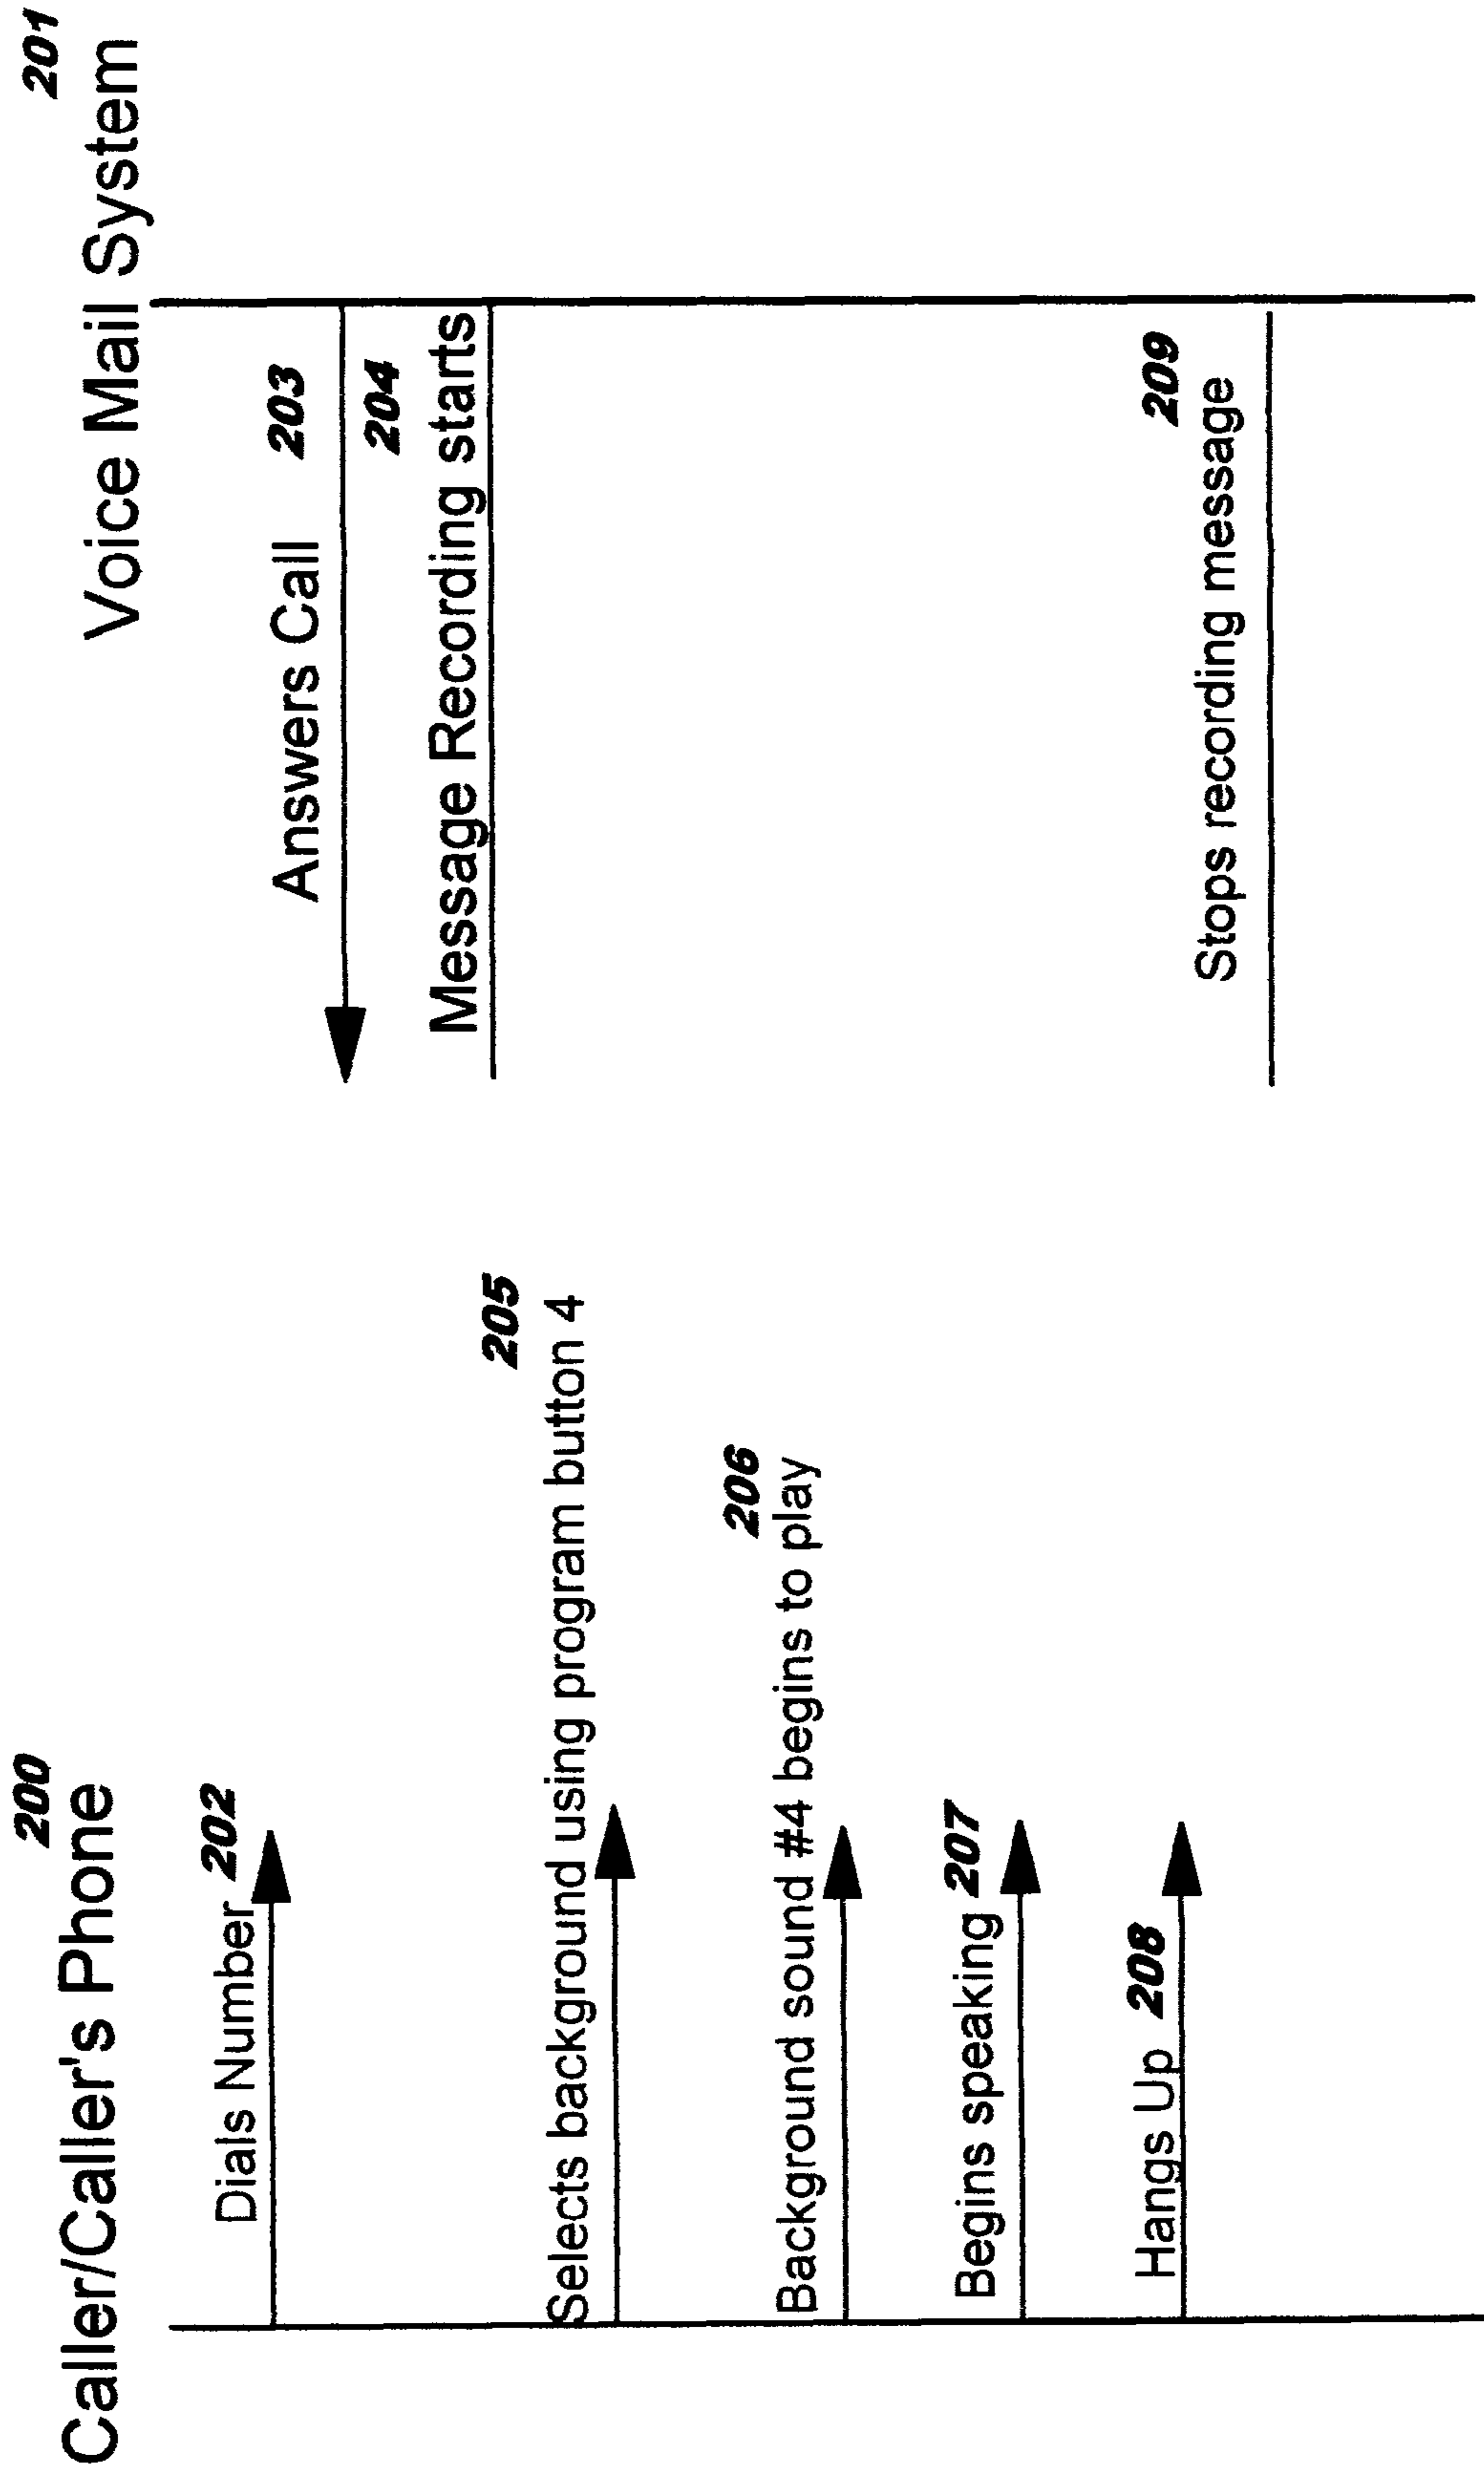 200
Caller/Caller's Phone
201
Voice Mail System
Dials Number 202
Answers Call 203
204
Message Recording starts
205
Selects background using program button 4
206
Background sound #4 begins to play
Begins speaking 207
Hangs Up 208
209
Stops recording message